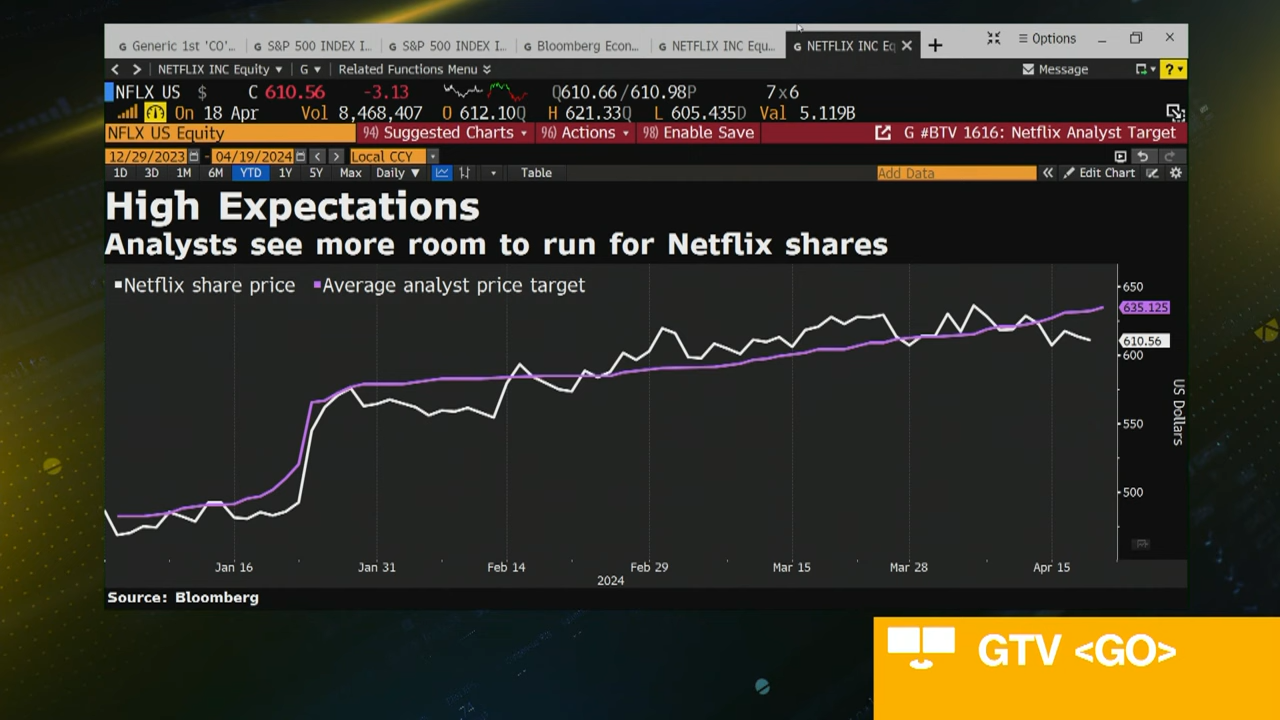 G Generic 1st 'CO'... G S&P 500 INDEX I... G S&P 500 INDEX I... G Bloomberg Econ... G NETFLIX INC Equ... G NETFLIX INC Eq × + Options
NETFLIX INC Equity G Related Functions Menu Message ?
NFLX US $ C 610.56 -3.13 Q610.66/610.98P 7x6
On 18 Apr Vol 8,468,407 O 612.10Q H 621.33Q L 605.435D Val 5.119B
NFLX US Equity 94) Suggested Charts 96) Actions 98) Enable Save G #BTV 1616: Netflix Analyst Target
12/29/2023 - 04/19/2024 Local CCY
1D 3D 1M 6M YTD 1Y 5Y Max Daily Table Add Data Edit Chart
High Expectations
Analysts see more room to run for Netflix shares
Netflix share price Average analyst price target
650
635.125
610.56
600
550
500
US Dollars
Jan 16 Jan 31 Feb 14 Feb 29 Mar 15 Mar 28 Apr 15
2024
Source: Bloomberg
GTV <GO>